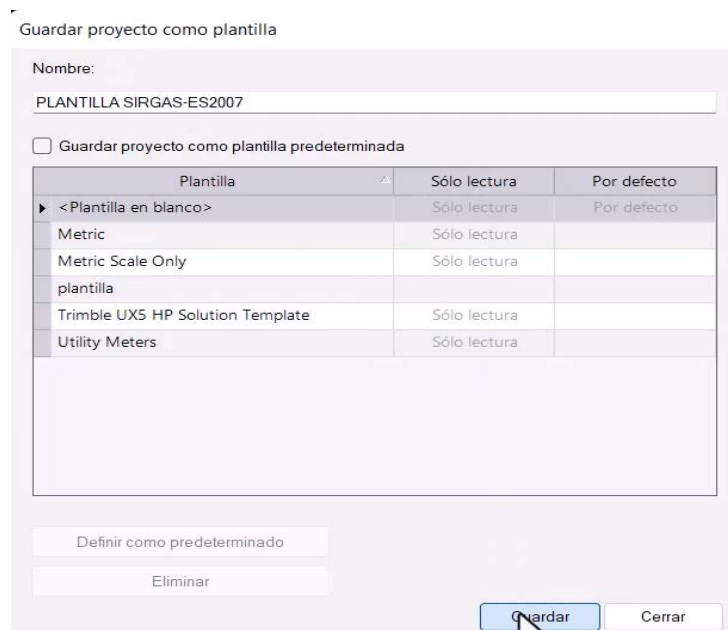 Guardar proyecto como plantilla
Nombre:
PLANTILLA SIRGAS-ES2007
Guardar proyecto como plantilla predeterminada
Plantilla Sólo lectura Por defecto
<Plantilla en blanco> Sólo lectura Por defecto
Metric Sólo lectura
Metric Scale Only Sólo lectura
plantilla
Trimble UX5 HP Solution Template Sólo lectura
Utility Meters Sólo lectura
Definir como predeterminado
Eliminar
Guardar Cerrar